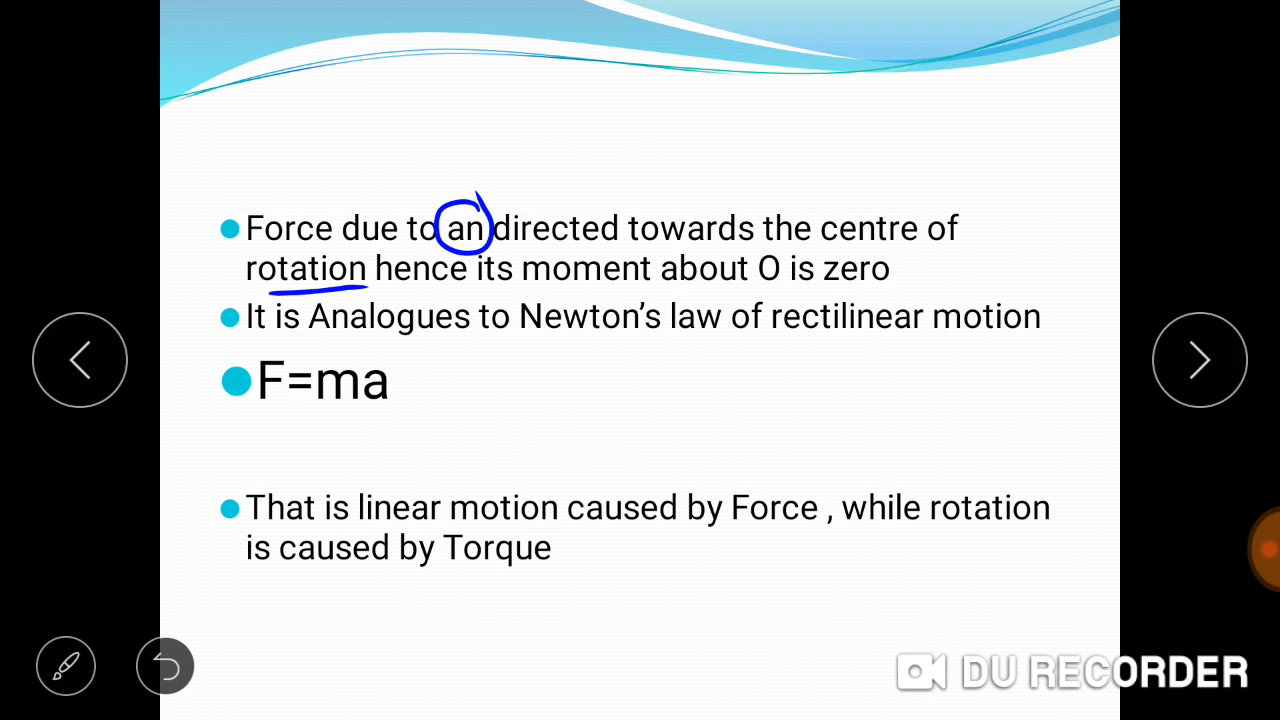 Force due to an directed towards the centre of
rotation hence its moment about O is zero
It is Analogues to Newton’s law of rectilinear motion
F=ma
That is linear motion caused by Force , while rotation
is caused by Torque
DU RECORDER